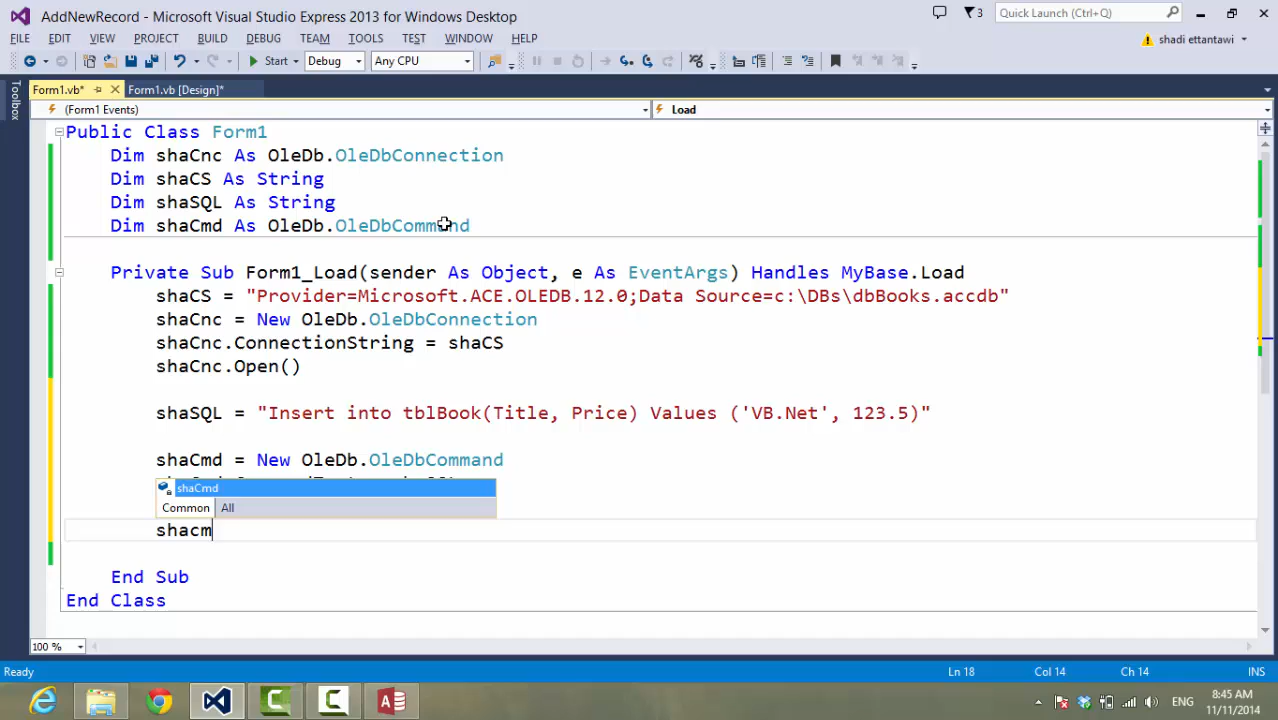 AddNewRecord - Microsoft Visual Studio Express 2013 for Windows Desktop
3
Quick Launch (Ctrl+Q)
FILE EDIT VIEW PROJECT BUILD DEBUG TEAM TOOLS TEST WINDOW HELP
shadi ettantawi
Start Debug Any CPU
Toolbox
Form1.vb* Form1.vb [Design]*
(Form1 Events) Load
Public Class Form1
Dim shaCnc As OleDb.OleDbConnection
Dim shaCS As String
Dim shaSQL As String
Dim shaCmd As OleDb.OleDbCommand
Private Sub Form1_Load(sender As Object, e As EventArgs) Handles MyBase.Load
shaCS = "Provider=Microsoft.ACE.OLEDB.12.0;Data Source=c:\DBs\dbBooks.accdb"
shaCnc = New OleDb.OleDbConnection
shaCnc.ConnectionString = shaCS
shaCnc.Open()
shaSQL = "Insert into tblBook(Title, Price) Values ('VB.Net', 123.5)"
shaCmd = New OleDb.OleDbCommand
shaCmd
Common All
shacm
End Sub
End Class
100 %
Ready Ln 18 Col 14 Ch 14 INS
ENG
8:45 AM
11/11/2014